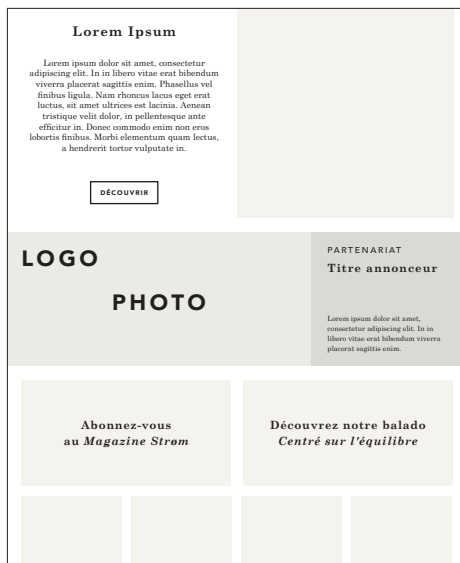 Lorem Ipsum
Lorem ipsum dolor sit amet, consectetur
adipiscing elit. In in libero vitae erat bibendum
viverra placerat sagittis enim. Phasellus vel
finibus ligula. Nam rhoncus lacus eget erat
luctus, sit amet ultrices est lacinia. Aenean
tristique velit dolor, in pellentesque ante
efficitur in. Donec commodo enim non eros
lobortis finibus. Morbi elementum quam lectus,
a hendrerit tortor vulputate in.
DÉCOUVRIR
LOGO
PHOTO
PARTENARIAT
Titre annonceur
Lorem ipsum dolor sit amet,
consectetur adipiscing elit. In in
libero vitae erat bibendum viverra
placerat sagittis enim.
Abonnez-vous
au Magazine Strøm
Découvrez notre balado
Centré sur l'équilibre